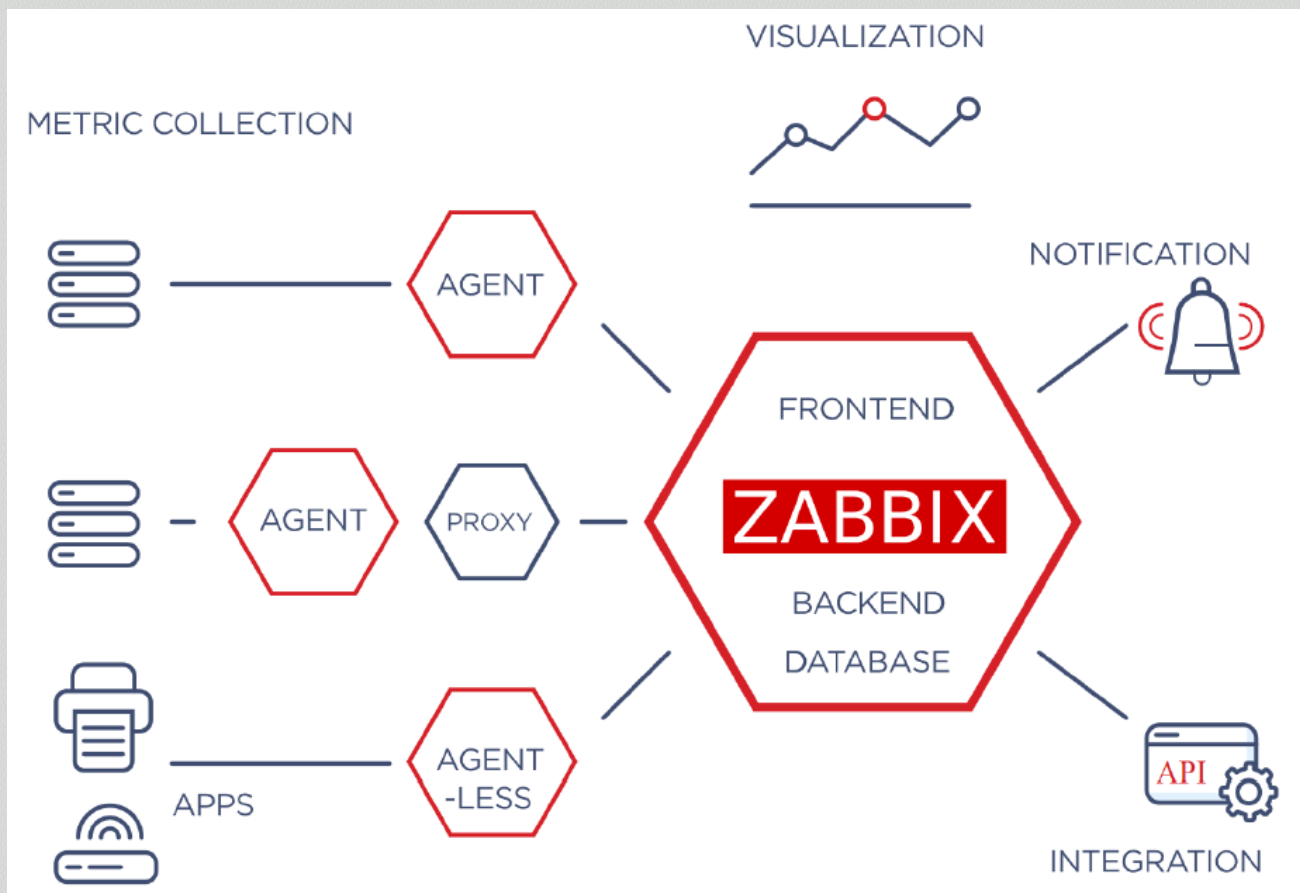 VISUALIZATION
METRIC COLLECTION
NOTIFICATION
AGENT
FRONTEND
AGENT
PROXY
ZABBIX
BACKEND
DATABASE
AGENT
-LESS
APPS
API
INTEGRATION